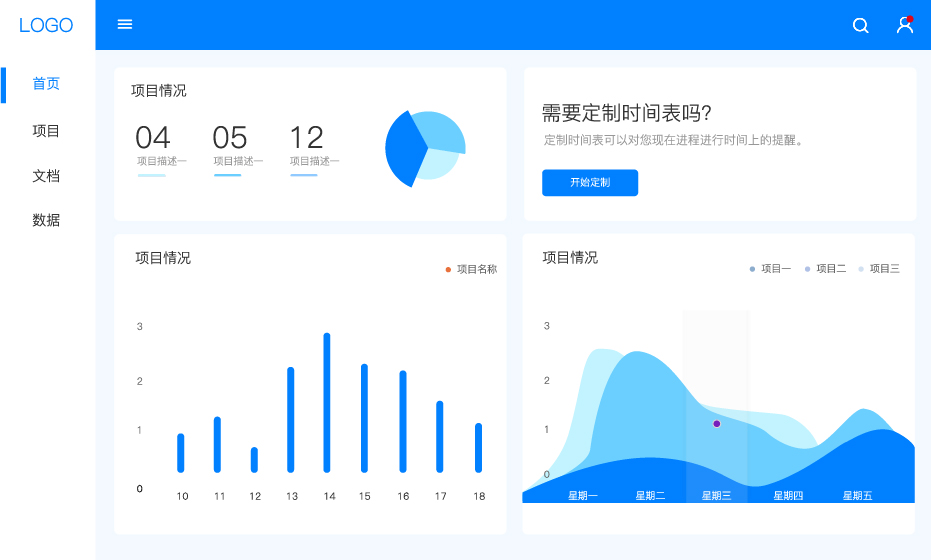 LOGO
首页
项目
文档
数据
项目情况
04 05 12
项目描述一 项目描述一 项目描述一
需要定制时间表吗?
定制时间表可以对您现在进程进行时间上的提醒。
开始定制
项目情况
项目名称
3
2
1
0
10 11 12 13 14 15 16 17 18
项目情况
项目一 项目二 项目三
3
2
1
0
星期一 星期二 星期三 星期四 星期五